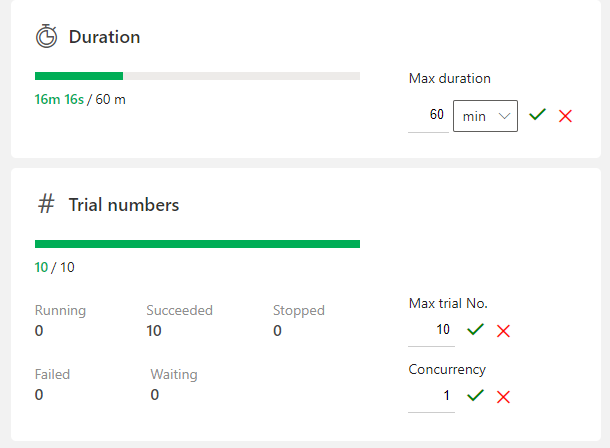 Duration
16m 16s / 60 m
Max duration
60 min
# Trial numbers
10 / 10
Running Succeeded Stopped
0 10 0
Failed Waiting
0 0
Max trial No.
10
Concurrency
1